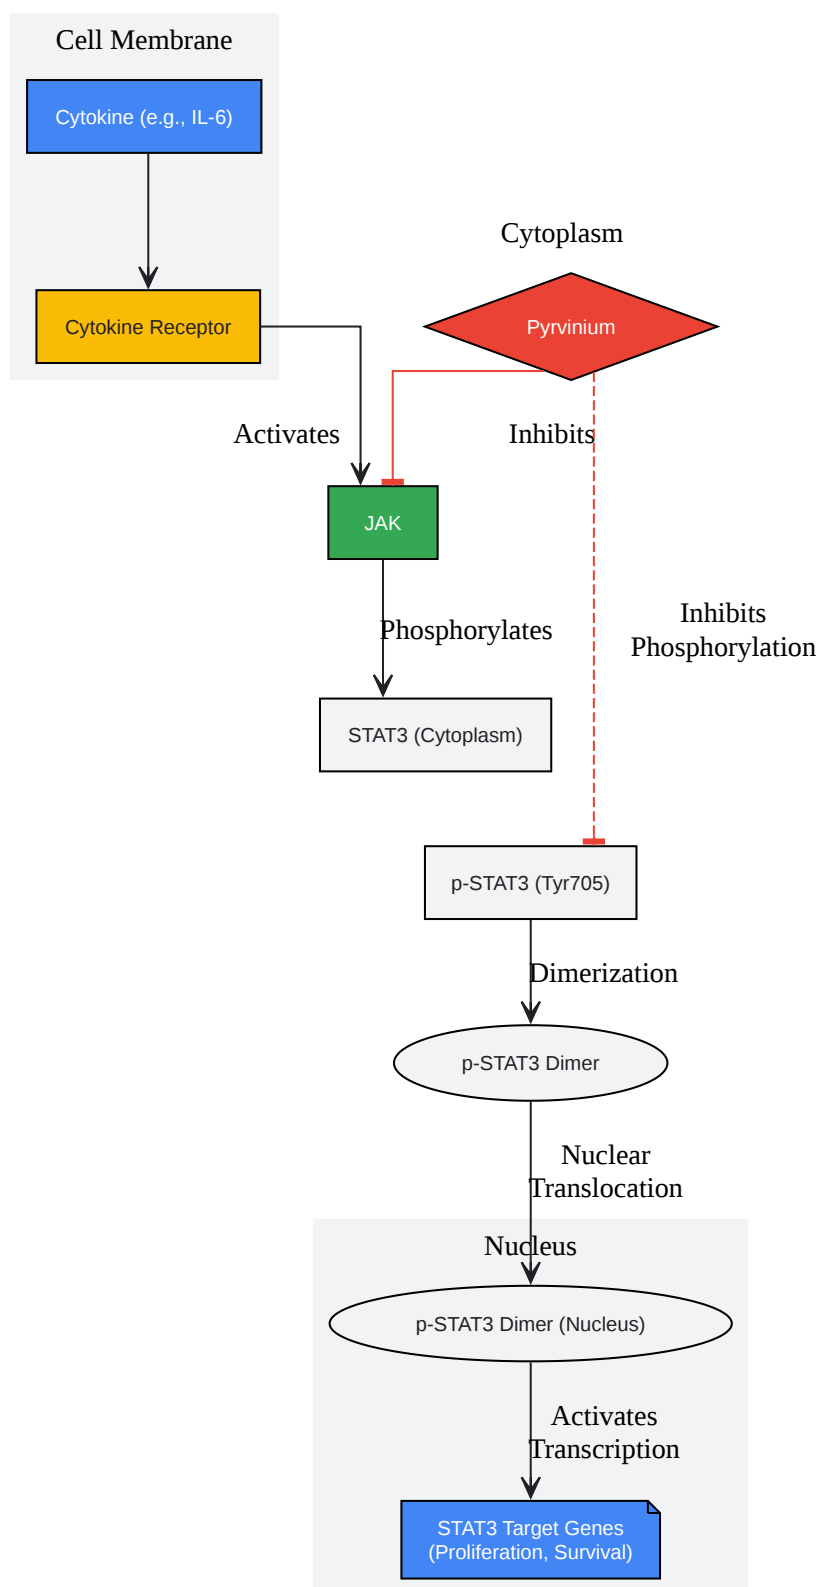 Cell Membrane
Cytokine (e.g., IL-6)
Cytoplasm
Cytokine Receptor
Pyrvinium
Activates
Inhibits
JAK
Inhibits
Phosphorylation
Phosphorylates
STAT3 (Cytoplasm)
p-STAT3 (Tyr705)
Dimerization
p-STAT3 Dimer
Nuclear
Translocation
Nucleus
p-STAT3 Dimer (Nucleus)
Activates
Transcription
STAT3 Target Genes
(Proliferation, Survival)